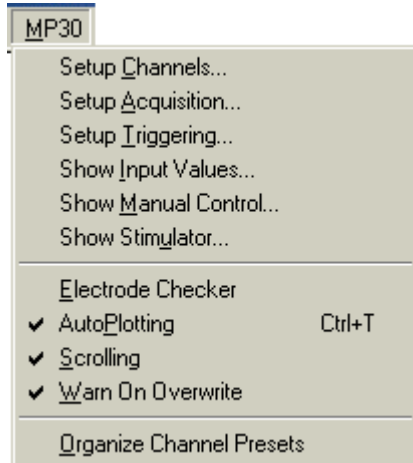 MP30
Setup Channels...
Setup Acquisition...
Setup Triggering...
Show Input Values...
Show Manual Control...
Show Stimulator...
Electrode Checker
AutoPlotting Ctrl+T
Scrolling
Warn On Overwrite
Organize Channel Presets